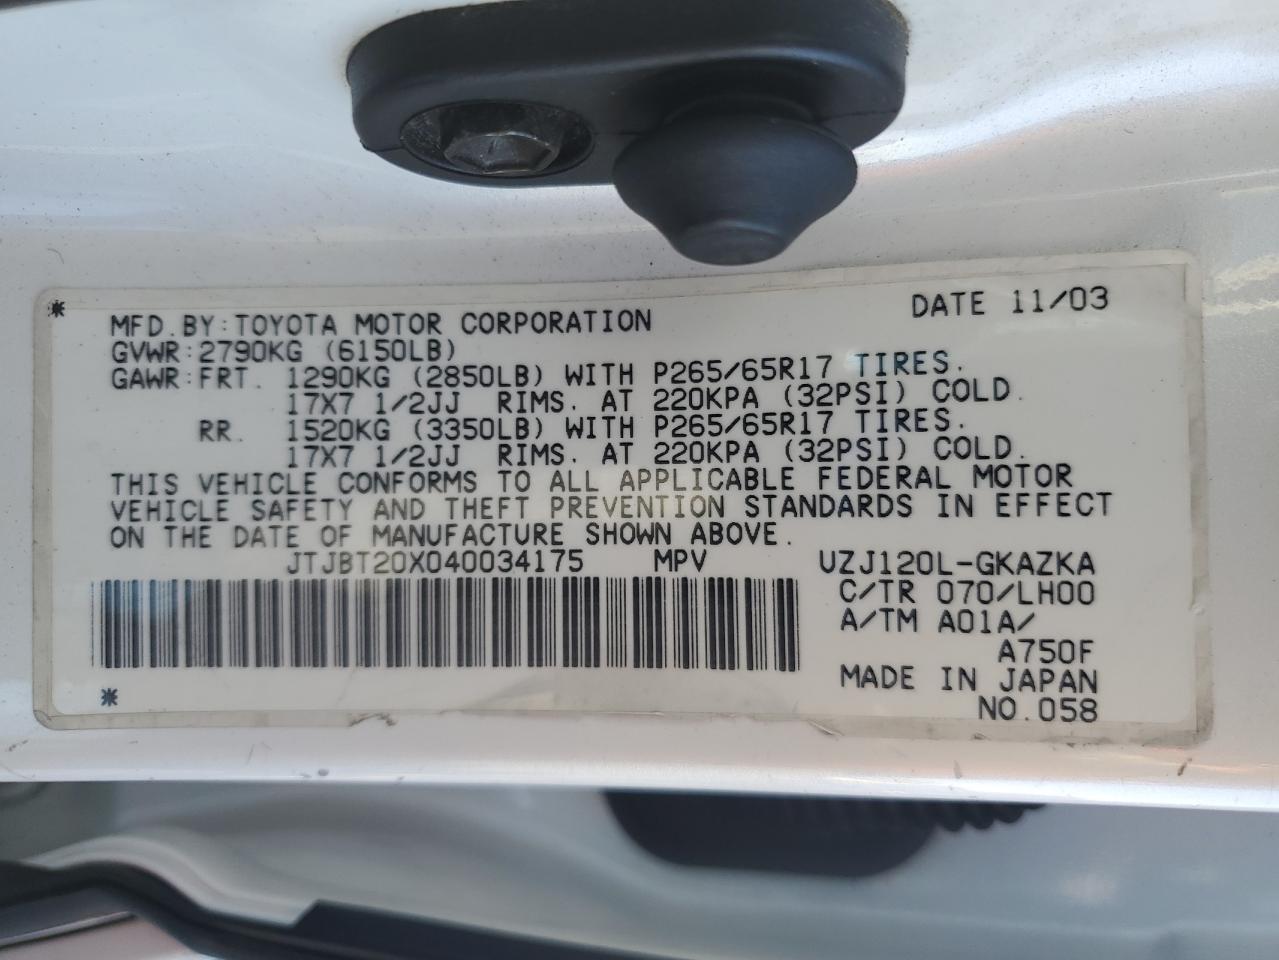 DATE 11/03
MFD.BY:TOYOTA MOTOR CORPORATION
GVWR:2790KG (6150LB)
GAWR:FRT. 1290KG (2850LB) WITH P265/65R17 TIRES.
17X7 1/2JJ RIMS. AT 220KPA (32PSI) COLD.
RR. 1520KG (3350LB) WITH P265/65R17 TIRES.
17X7 1/2JJ RIMS. AT 220KPA (32PSI) COLD.
THIS VEHICLE CONFORMS TO ALL APPLICABLE FEDERAL MOTOR
VEHICLE SAFETY AND THEFT PREVENTION STANDARDS IN EFFECT
ON THE DATE OF MANUFACTURE SHOWN ABOVE.
JTJBT20X040034175 MPV UZJ120L-GKAZKA
C/TR 070/LH00
A/TM A01A/
A750F
MADE IN JAPAN
NO.058